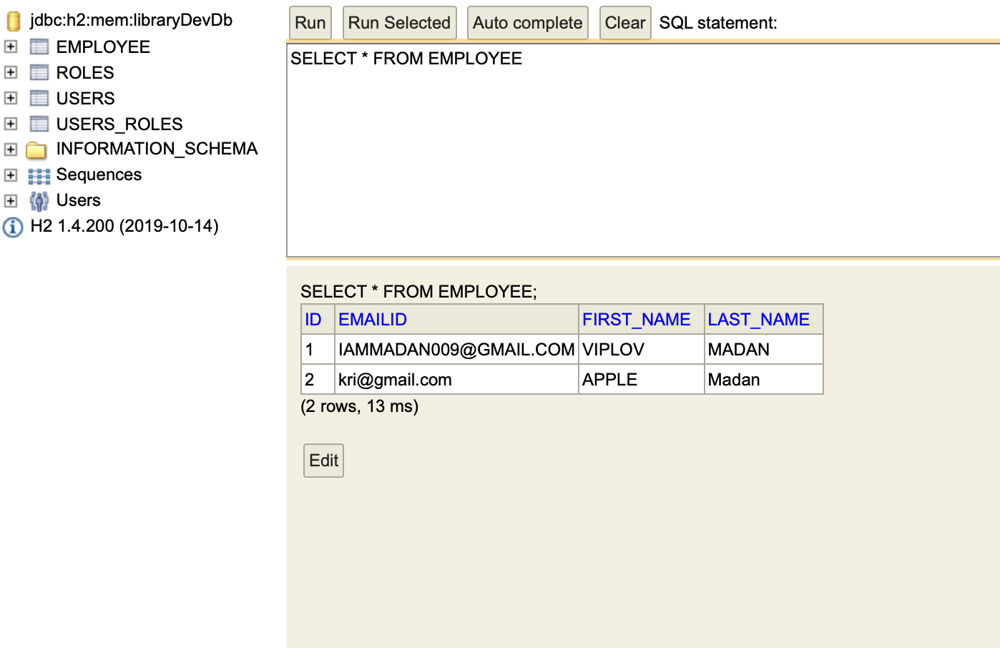 jdbc:h2:mem:libraryDevDb
EMPLOYEE
ROLES
USERS
USERS_ROLES
INFORMATION_SCHEMA
Sequences
Users
H2 1.4.200 (2019-10-14)
Run Run Selected Auto complete Clear SQL statement:
SELECT * FROM EMPLOYEE
SELECT * FROM EMPLOYEE;
ID EMAILID FIRST_NAME LAST_NAME
1 IAMMADAN009@GMAIL.COM VIPLOV MADAN
2 kri@gmail.com APPLE Madan
(2 rows, 13 ms)
Edit